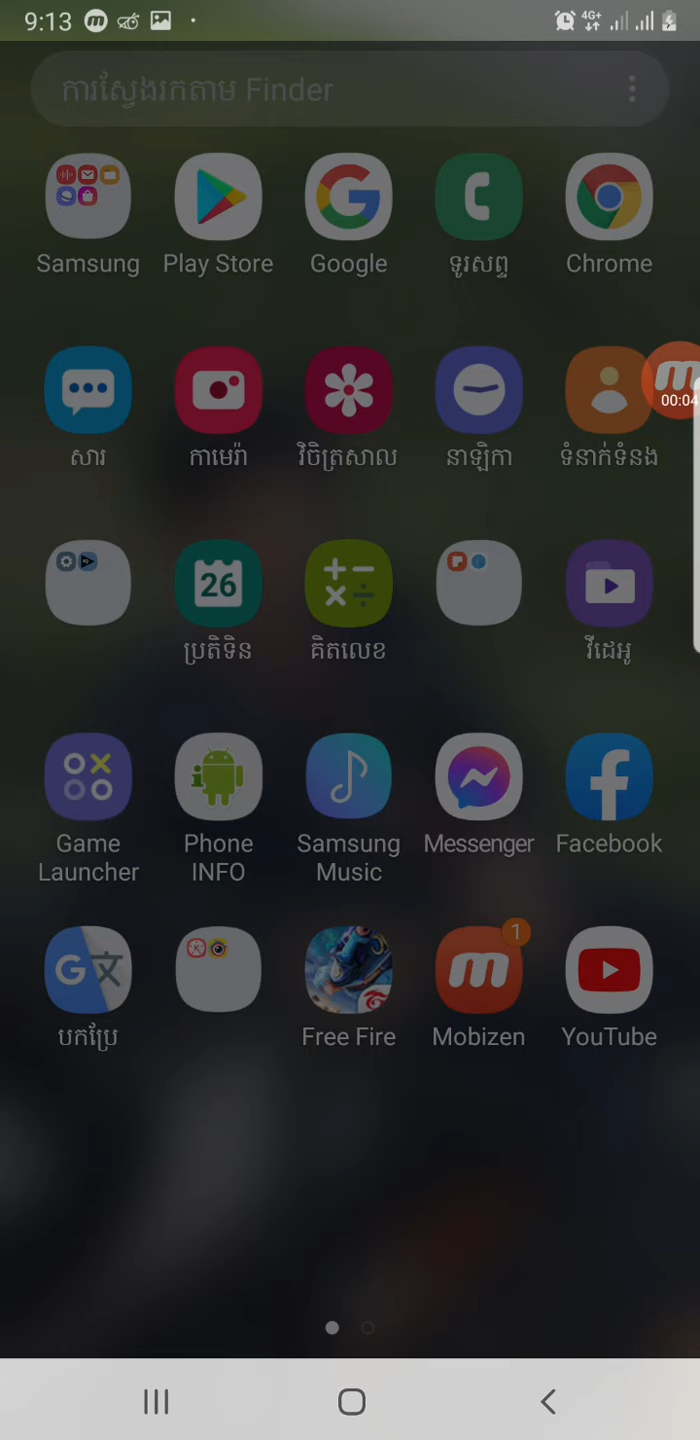 9:13 4G+
ការស្វែងរកតាម Finder
Samsung Play Store Google ទូរសព្ទ Chrome
00:04
សារ កាមេរ៉ា វិចិត្រសាល នាឡិកា ទំនាក់ទំនង
26
ប្រតិទិន គិតលេខ វីដេអូ
Game Launcher Phone INFO Samsung Music Messenger Facebook
1
បកប្រែ Free Fire Mobizen YouTube